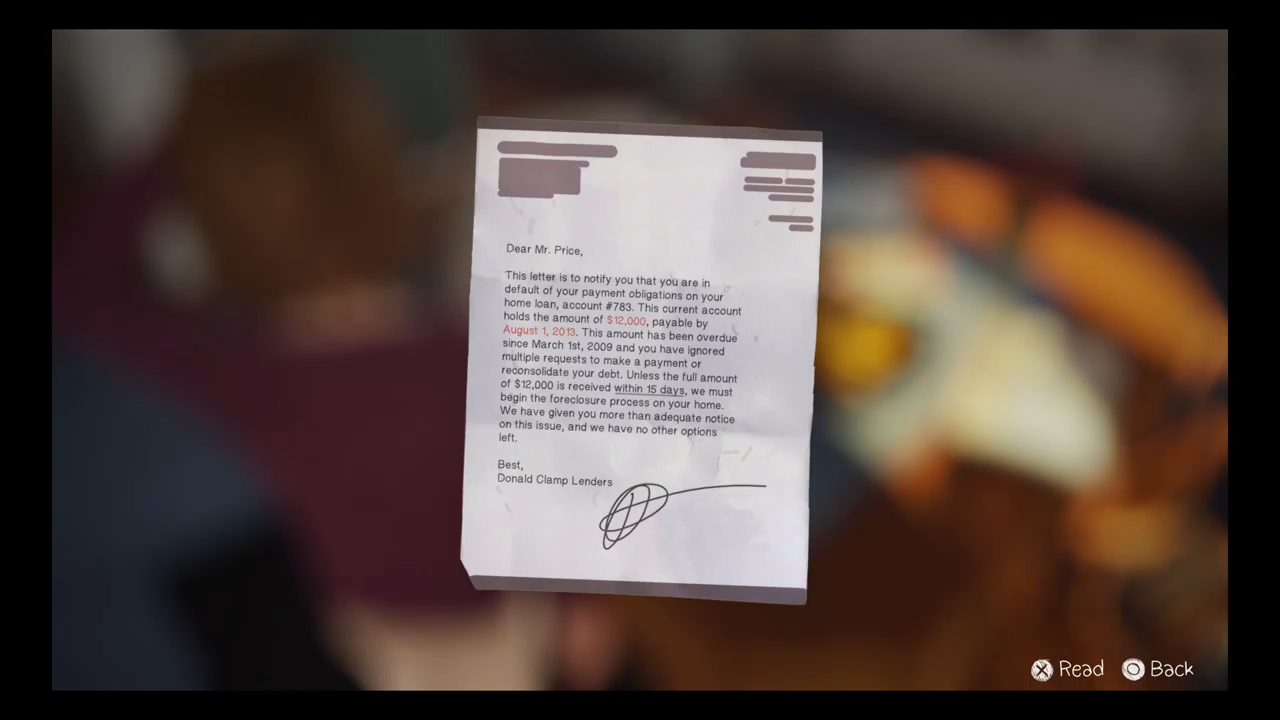 Dear Mr. Price,
This letter is to notify you that you are in
default of your payment obligations on your
home loan, account #783. This current account
holds the amount of $12,000, payable by
August 1, 2013. This amount has been overdue
since March 1st, 2009 and you have ignored
multiple requests to make a payment or
reconsolidate your debt. Unless the full amount
of $12,000 is received within 15 days, we must
begin the foreclosure process on your home.
We have given you more than adequate notice
on this issue, and we have no other options
left.
Best,
Donald Clamp Lenders
Read
Back